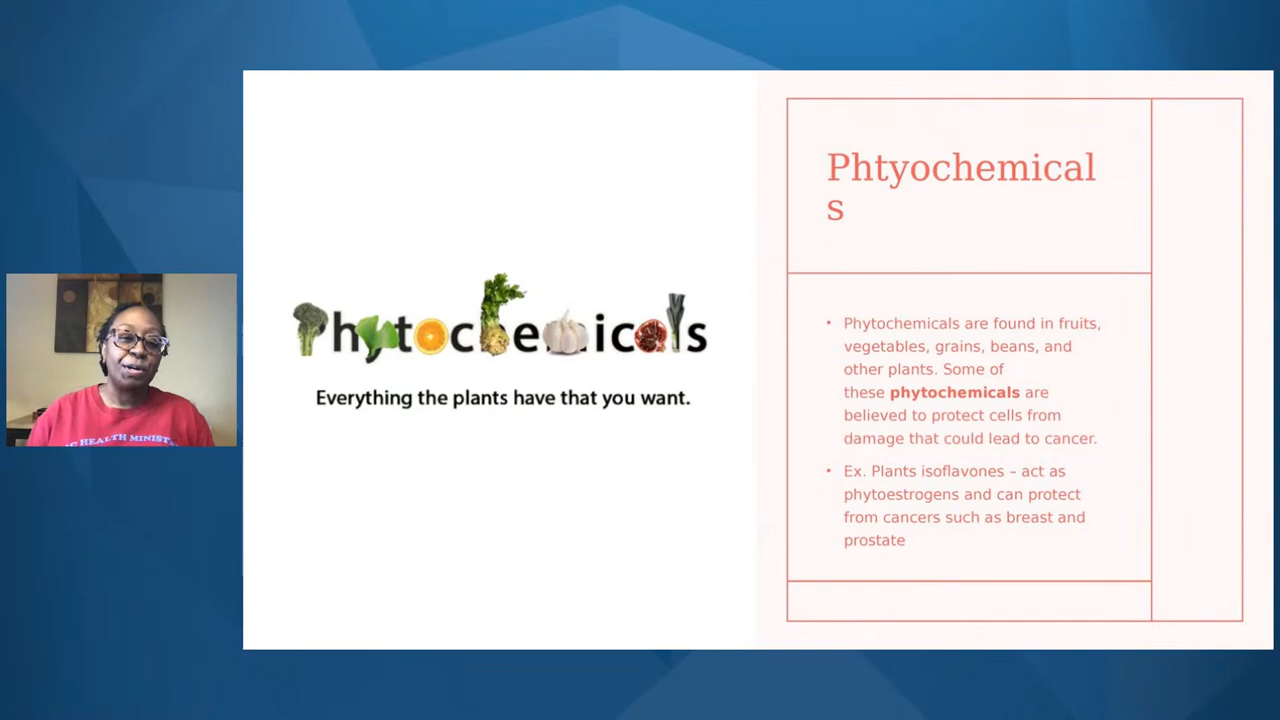 Phytochemicals
Everything the plants have that you want.
Phtyochemical
s
• Phytochemicals are found in fruits,
vegetables, grains, beans, and
other plants. Some of
these phytochemicals are
believed to protect cells from
damage that could lead to cancer.
• Ex. Plants isoflavones – act as
phytoestrogens and can protect
from cancers such as breast and
prostate
HEALTH